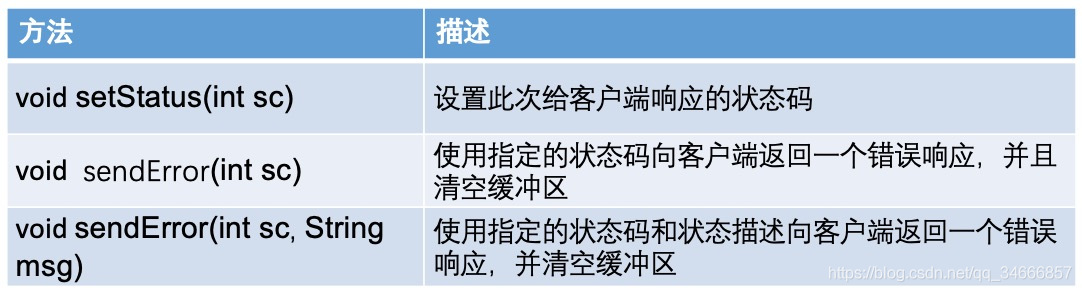 方法
描述
void setStatus(int sc)
设置此次给客户端响应的状态码
void sendError(int sc)
使用指定的状态码向客户端返回一个错误响应，并且
清空缓冲区
void sendError(int sc, String
msg)
使用指定的状态码和状态描述向客户端返回一个错误
响应，并清空缓冲区
https://blog.csdn.net/qq_34666857